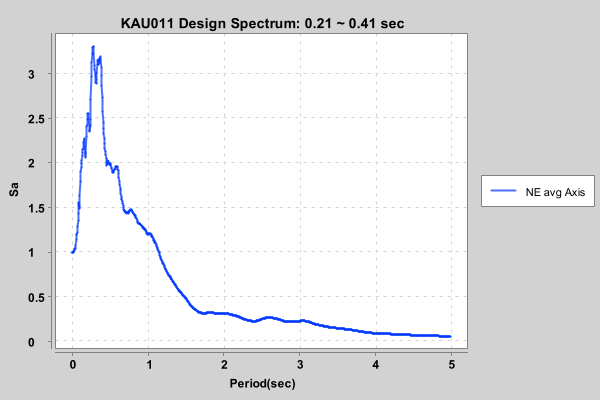 KAU011 Design Spectrum: 0.21 ~ 0.41 sec
Sa
3
2.5
2
1.5
1
0.5
0
0 1 2 3 4 5
Period(sec)
NE avg Axis